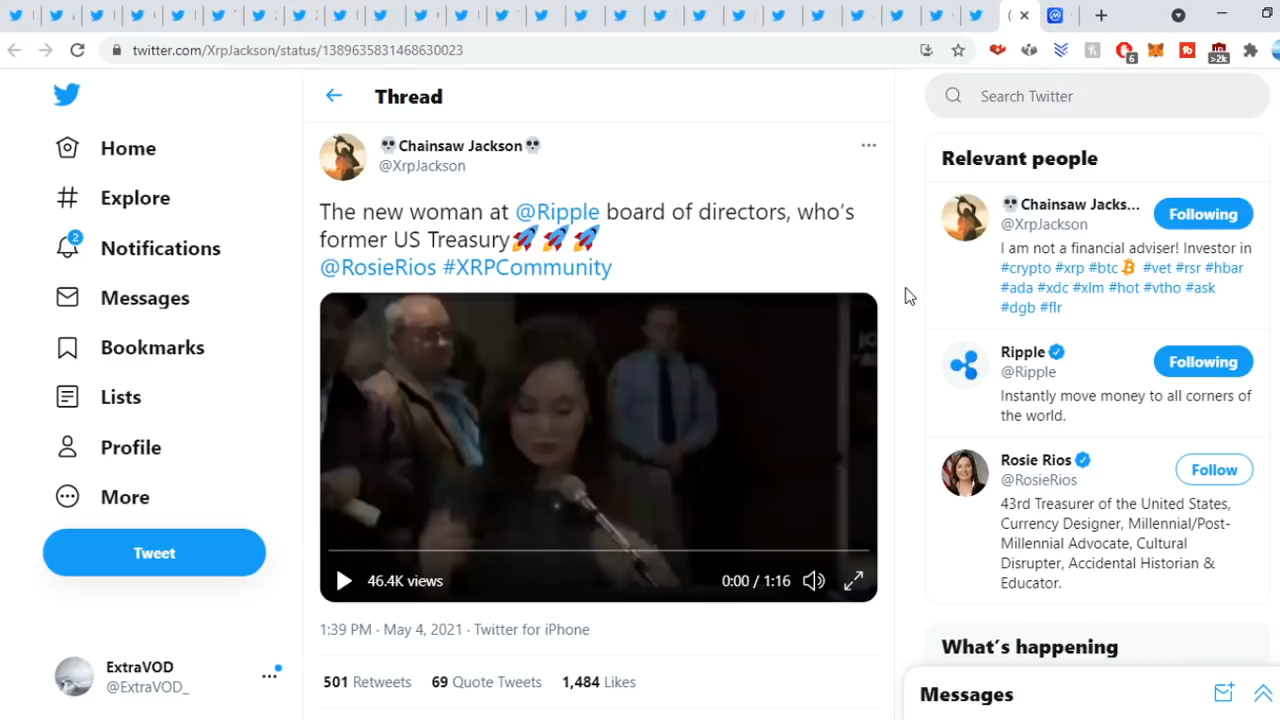 twitter.com/XrpJackson/status/1389635831468630023
6
>2k
Home
Explore
2
Notifications
Messages
Bookmarks
Lists
Profile
More
Tweet
ExtraVOD
@ExtraVOD_
Thread
💀Chainsaw Jackson💀
@XrpJackson
The new woman at @Ripple board of directors, who's
former US Treasury🚀🚀🚀
@RosieRios #XRPCommunity
46.4K views
0:00 / 1:16
1:39 PM · May 4, 2021 · Twitter for iPhone
501 Retweets 69 Quote Tweets 1,484 Likes
Search Twitter
Relevant people
💀Chainsaw Jacks...
@XrpJackson
Following
I am not a financial adviser! Investor in
#crypto #xrp #btc #vet #rsr #hbar
#ada #xdc #xlm #hot #vtho #ask
#dgb #flr
Ripple
@Ripple
Following
Instantly move money to all corners of
the world.
Rosie Rios
@RosieRios
Follow
43rd Treasurer of the United States,
Currency Designer, Millennial/Post-
Millennial Advocate, Cultural
Disrupter, Accidental Historian &
Educator.
What's happening
Messages